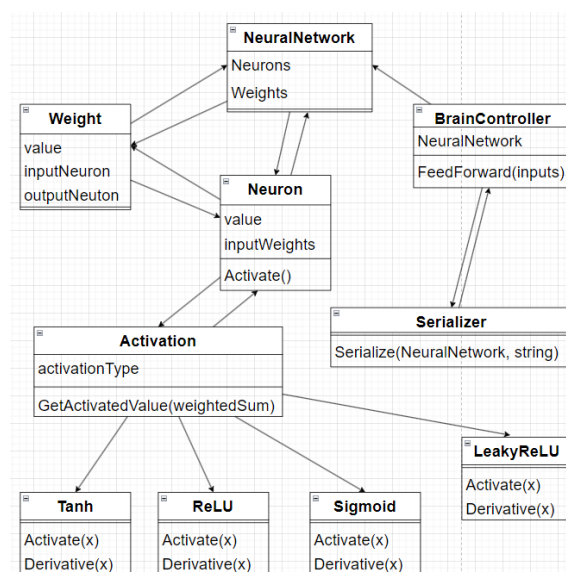 NeuralNetwork
Neurons
Weights
Weight
value
inputNeuron
outputNeuton
BrainController
NeuralNetwork
FeedForward(inputs)
Neuron
value
inputWeights
Activate()
Activation
activationType
GetActivatedValue(weightedSum)
Serializer
Serialize(NeuralNetwork, string)
LeakyReLU
Activate(x)
Derivative(x)
Tanh
Activate(x)
Derivative(x)
ReLU
Activate(x)
Derivative(x)
Sigmoid
Activate(x)
Derivative(x)